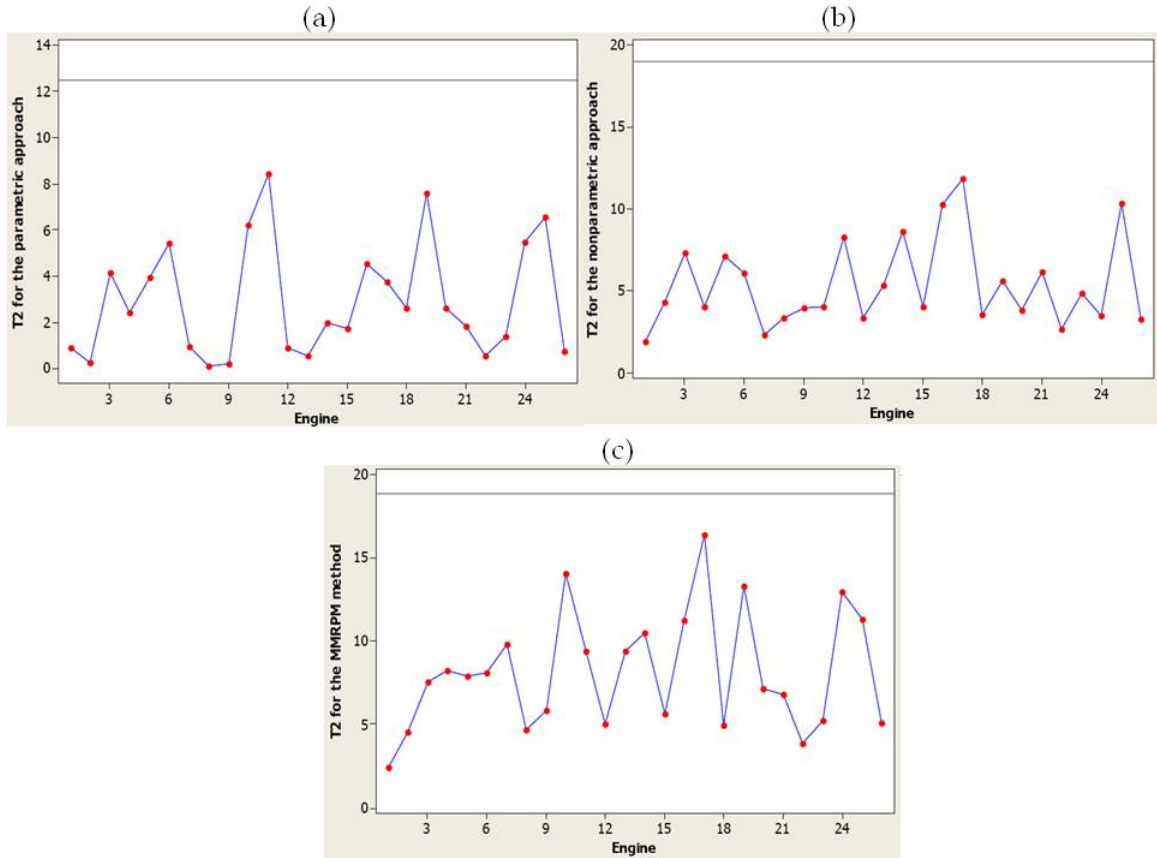 (a)
14
12
10
8
6
4
2
0
T2 for the parametric approach
3 6 9 12 15 18 21 24
Engine
(b)
20
15
10
5
0
T2 for the nonparametric approach
3 6 9 12 15 18 21 24
Engine
(c)
20
15
10
5
0
T2 for the MMRPM method
3 6 9 12 15 18 21 24
Engine